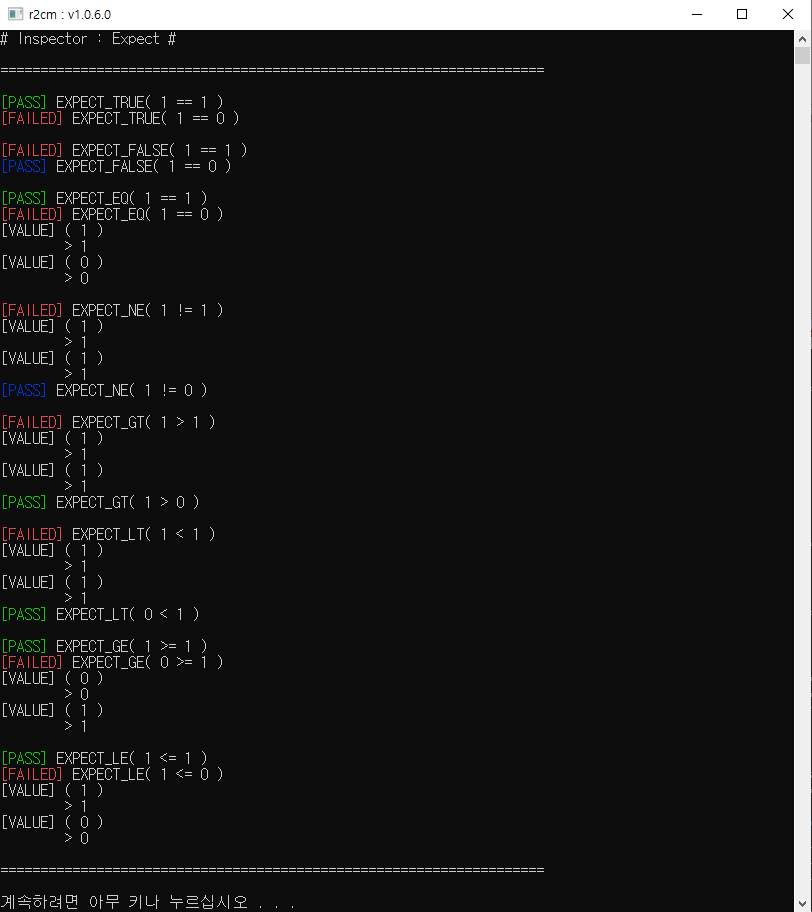 r2cm : v1.0.6.0
# Inspector : Expect #
====================================================================
[PASS] EXPECT_TRUE( 1 == 1 )
[FAILED] EXPECT_TRUE( 1 == 0 )
[FAILED] EXPECT_FALSE( 1 == 1 )
[PASS] EXPECT_FALSE( 1 == 0 )
[PASS] EXPECT_EQ( 1 == 1 )
[FAILED] EXPECT_EQ( 1 == 0 )
[VALUE] ( 1 )
> 1
[VALUE] ( 0 )
> 0
[FAILED] EXPECT_NE( 1 != 1 )
[VALUE] ( 1 )
> 1
[VALUE] ( 1 )
> 1
[PASS] EXPECT_NE( 1 != 0 )
[FAILED] EXPECT_GT( 1 > 1 )
[VALUE] ( 1 )
> 1
[VALUE] ( 1 )
> 1
[PASS] EXPECT_GT( 1 > 0 )
[FAILED] EXPECT_LT( 1 < 1 )
[VALUE] ( 1 )
> 1
[VALUE] ( 1 )
> 1
[PASS] EXPECT_LT( 0 < 1 )
[PASS] EXPECT_GE( 1 >= 1 )
[FAILED] EXPECT_GE( 0 >= 1 )
[VALUE] ( 0 )
> 0
[VALUE] ( 1 )
> 1
[PASS] EXPECT_LE( 1 <= 1 )
[FAILED] EXPECT_LE( 1 <= 0 )
[VALUE] ( 1 )
> 1
[VALUE] ( 0 )
> 0
====================================================================
계속하려면 아무 키나 누르십시오 . . .